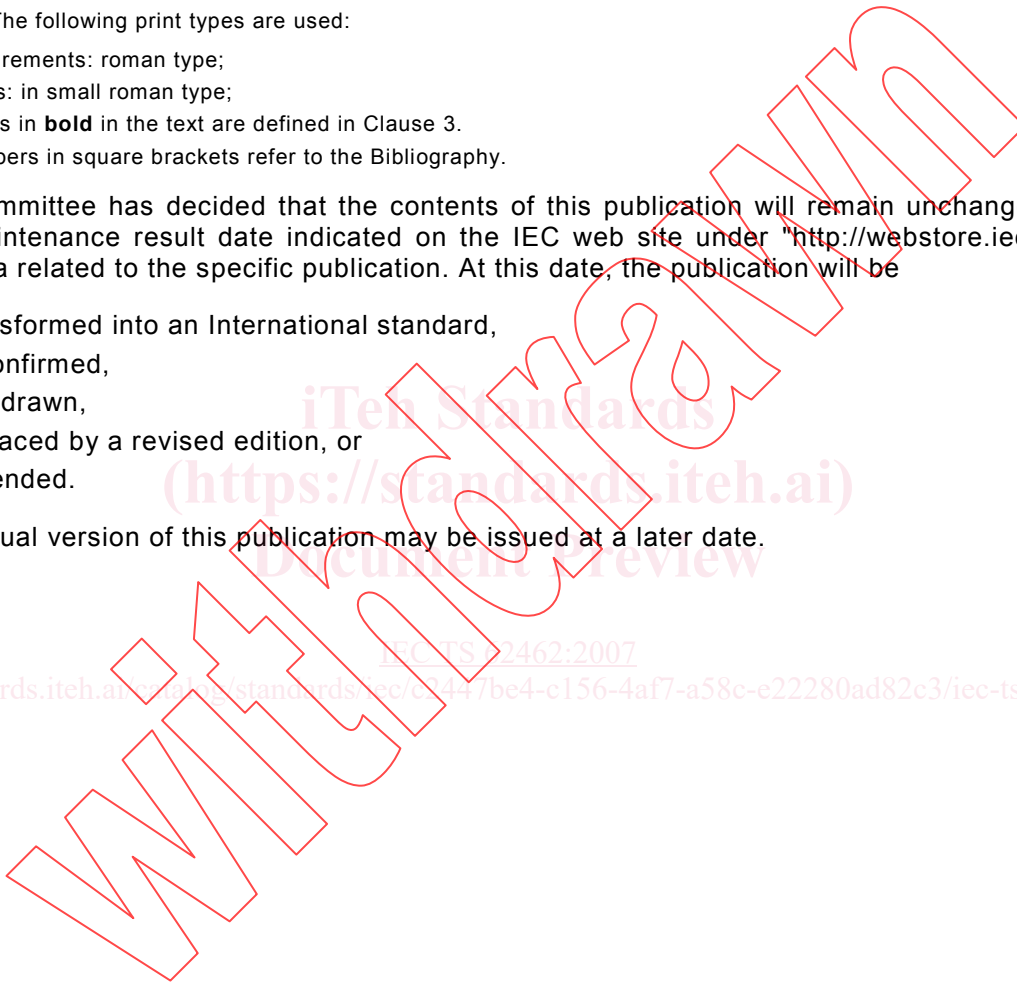 The following print types are used:
rements: roman type;
s: in small roman type;
s in bold in the text are defined in Clause 3.
bers in square brackets refer to the Bibliography.
mmittee has decided that the contents of this publication will remain unchang
intenance result date indicated on the IEC web site under "http://webstore.iec
a related to the specific publication. At this date, the publication will be
sformed into an International standard,
onfirmed,
drawn,
aced by a revised edition, or
ended.
ual version of this publication may be issued at a later date.
iTeh Standards
(https://standards.iteh.ai)
Document Preview
IEC TS 62462:2007
rds.iteh.ai/catalog/standards/iec/c2447be4-c156-4af7-a58c-e22280ad82c3/iec-ts
withdrawn